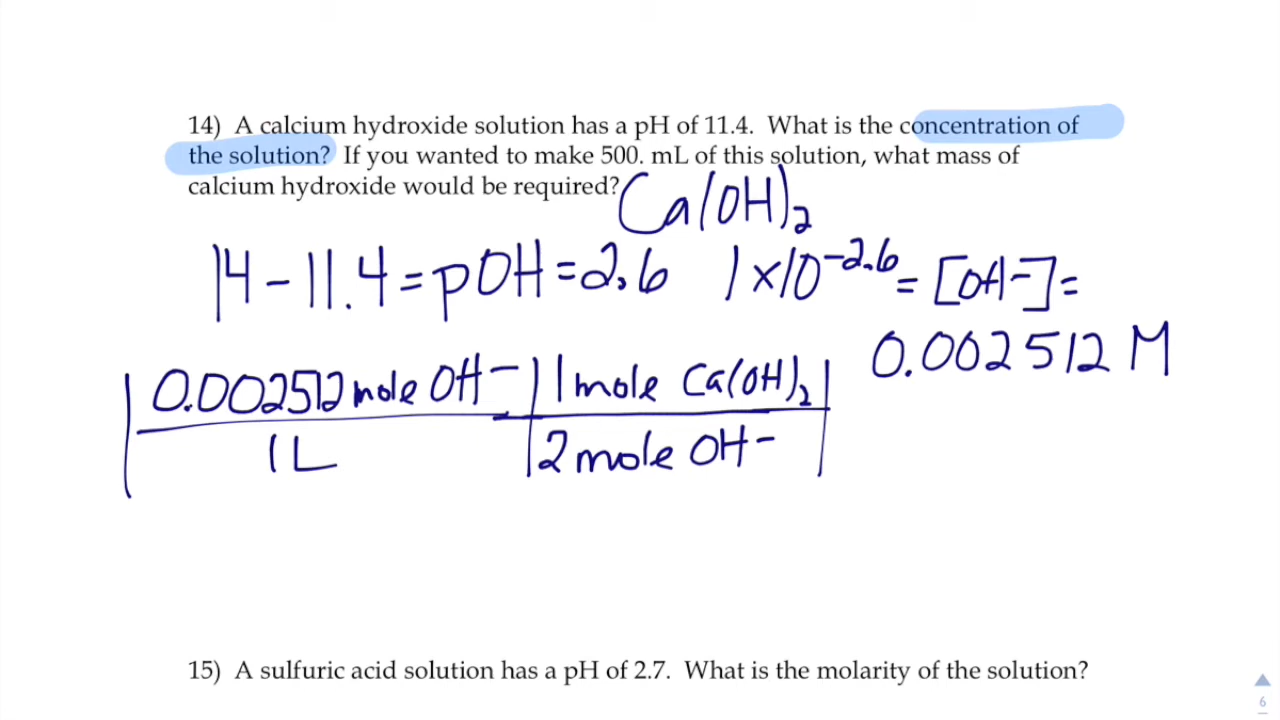 14) A calcium hydroxide solution has a pH of 11.4. What is the concentration of
the solution? If you wanted to make 500. mL of this solution, what mass of
calcium hydroxide would be required?
Ca(OH)₂
14 - 11.4 = pOH = 2.6 1 x 10⁻²·⁶ = [OH-] =
0.002512 M
0.002512 mole OH- 1 mole Ca(OH)₂
1 L 2 mole OH-
15) A sulfuric acid solution has a pH of 2.7. What is the molarity of the solution?
6